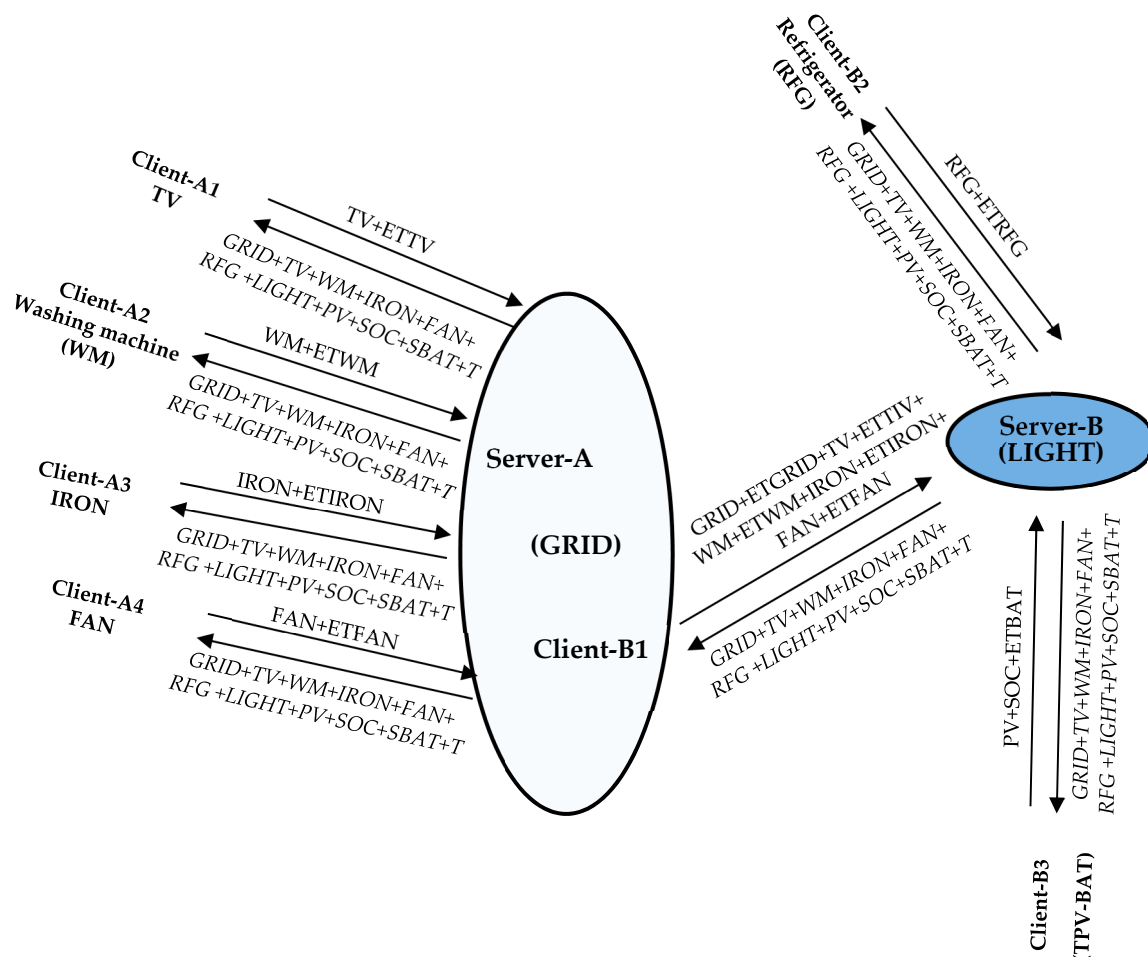 Client-A1
TV
TV+ETTV
GRID+TV+WM+IRON+FAN+
RFG +LIGHT+PV+SOC+SBAT+T
Client-A2
Washing machine
(WM)
WM+ETWM
GRID+TV+WM+IRON+FAN+
RFG +LIGHT+PV+SOC+SBAT+T
Client-A3
IRON
IRON+ETIRON
GRID+TV+WM+IRON+FAN+
RFG +LIGHT+PV+SOC+SBAT+T
Client-A4
FAN
FAN+ETFAN
GRID+TV+WM+IRON+FAN+
RFG +LIGHT+PV+SOC+SBAT+T
Server-A
(GRID)
Client-B1
GRID+ETGRID+TV+ETTIV+
WM+ETWM+IRON+ETIRON+
FAN+ETFAN
GRID+TV+WM+IRON+FAN+
RFG +LIGHT+PV+SOC+SBAT+T
Client-B2
Refrigerator
(RFG)
RFG+ETRFG
GRID+TV+WM+IRON+FAN+
RFG +LIGHT+PV+SOC+SBAT+T
Server-B
(LIGHT)
PV+SOC+ETBAT
GRID+TV+WM+IRON+FAN+
RFG +LIGHT+PV+SOC+SBAT+T
Client-B3
(TPV-BAT)